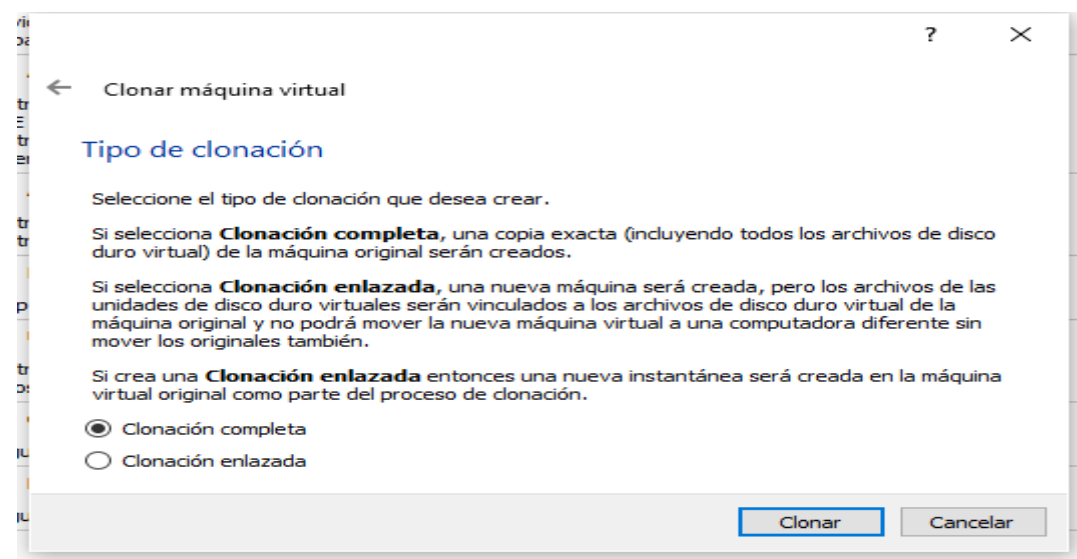 ?
Clonar máquina virtual
Tipo de clonación
Seleccione el tipo de clonación que desea crear.
Si selecciona Clonación completa, una copia exacta (incluyendo todos los archivos de disco
duro virtual) de la máquina original serán creados.
Si selecciona Clonación enlazada, una nueva máquina será creada, pero los archivos de las
unidades de disco duro virtuales serán vinculados a los archivos de disco duro virtual de la
máquina original y no podrá mover la nueva máquina virtual a una computadora diferente sin
mover los originales también.
Si crea una Clonación enlazada entonces una nueva instantánea será creada en la máquina
virtual original como parte del proceso de clonación.
Clonación completa
Clonación enlazada
Clonar Cancelar